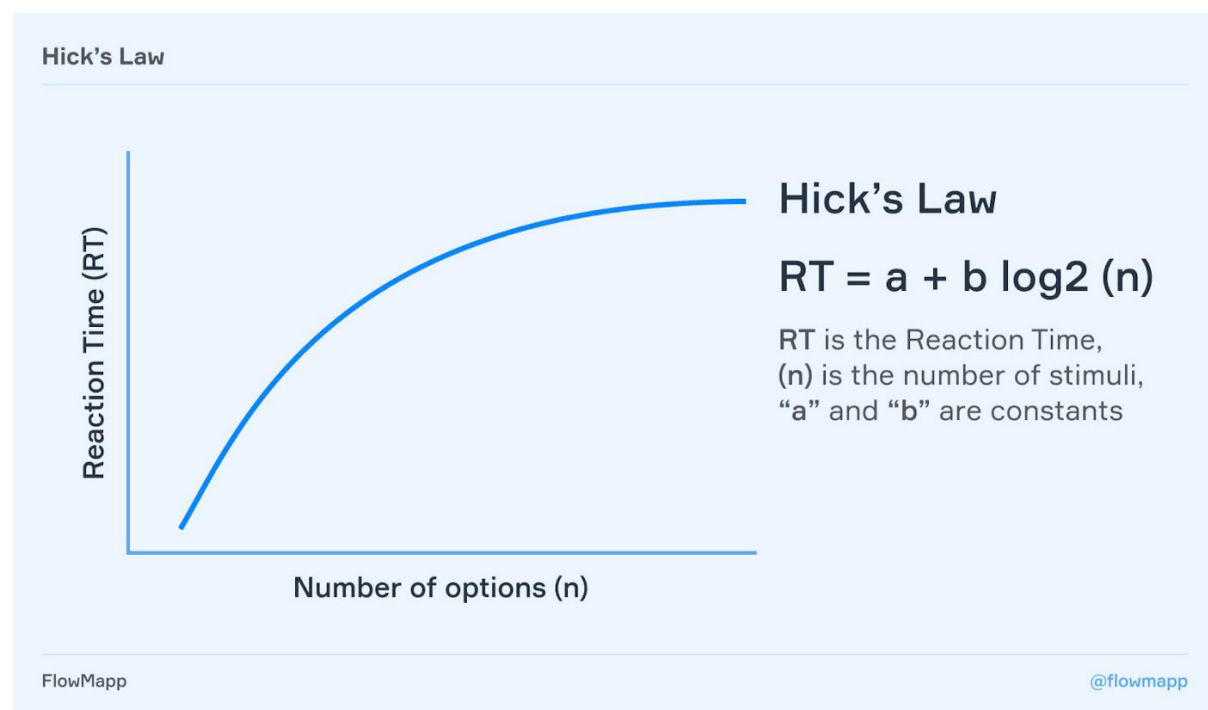 Hick’s Law
Reaction Time (RT)
Number of options (n)
Hick’s Law
RT = a + b log2 (n)
RT is the Reaction Time,
(n) is the number of stimuli,
“a” and “b” are constants
FlowMapp
@flowmapp